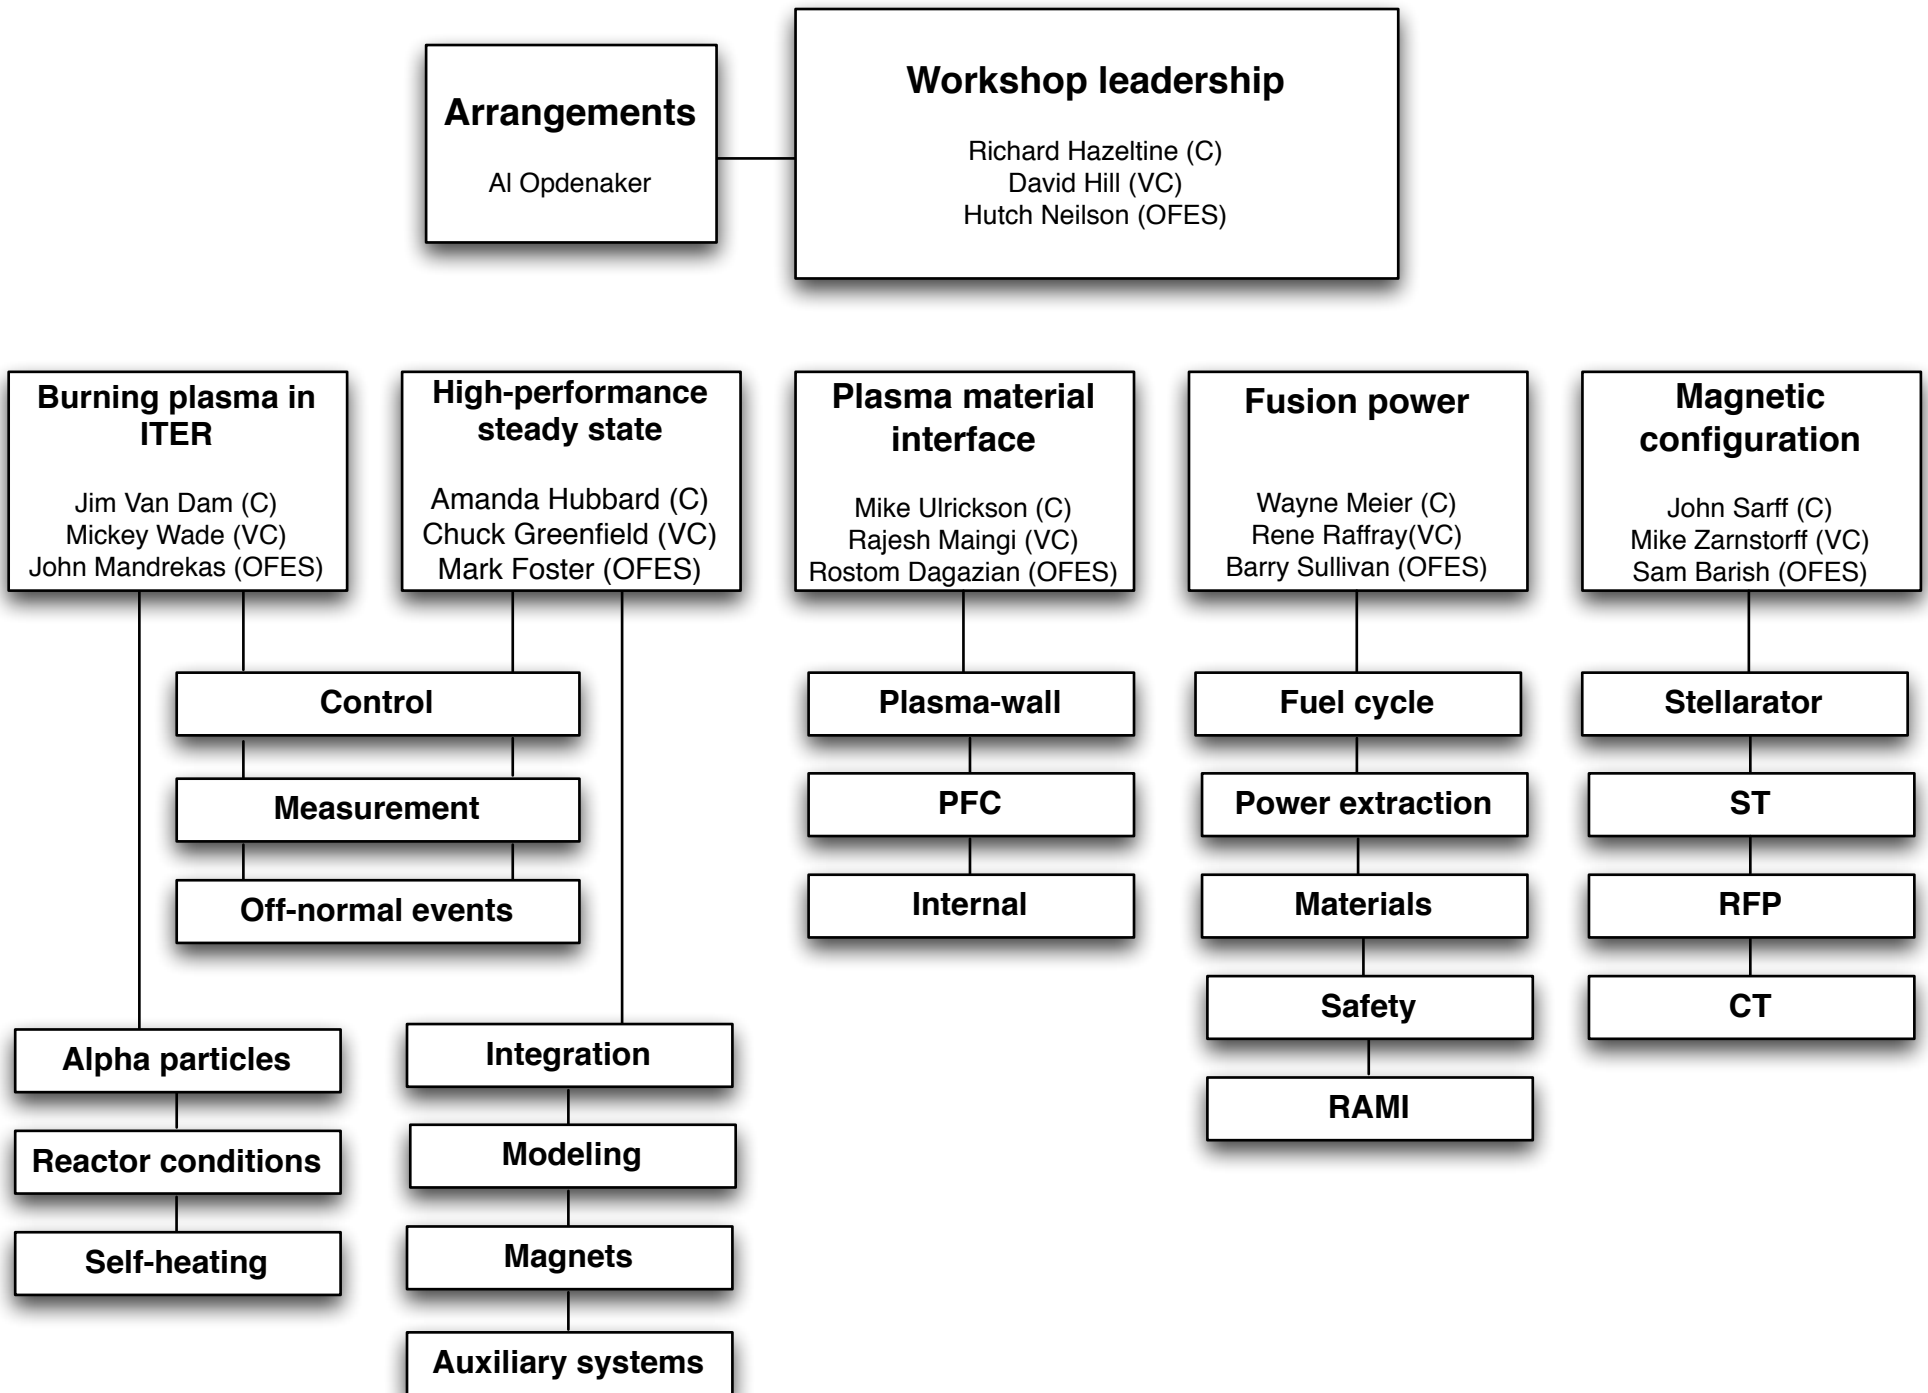 Arrangements
Al Opdenaker
Workshop leadership
Richard Hazeltine (C)
David Hill (VC)
Hutch Neilson (OFES)
Burning plasma in
ITER
Jim Van Dam (C)
Mickey Wade (VC)
John Mandrekas (OFES)
High-performance
steady state
Amanda Hubbard (C)
Chuck Greenfield (VC)
Mark Foster (OFES)
Plasma material
interface
Mike Ulrickson (C)
Rajesh Maingi (VC)
Rostom Dagazian (OFES)
Fusion power
Wayne Meier (C)
Rene Raffray(VC)
Barry Sullivan (OFES)
Magnetic
configuration
John Sarff (C)
Mike Zarnstorff (VC)
Sam Barish (OFES)
Control
Measurement
Off-normal events
Alpha particles
Reactor conditions
Self-heating
Integration
Modeling
Magnets
Auxiliary systems
Plasma-wall
PFC
Internal
Fuel cycle
Power extraction
Materials
Safety
RAMI
Stellarator
ST
RFP
CT